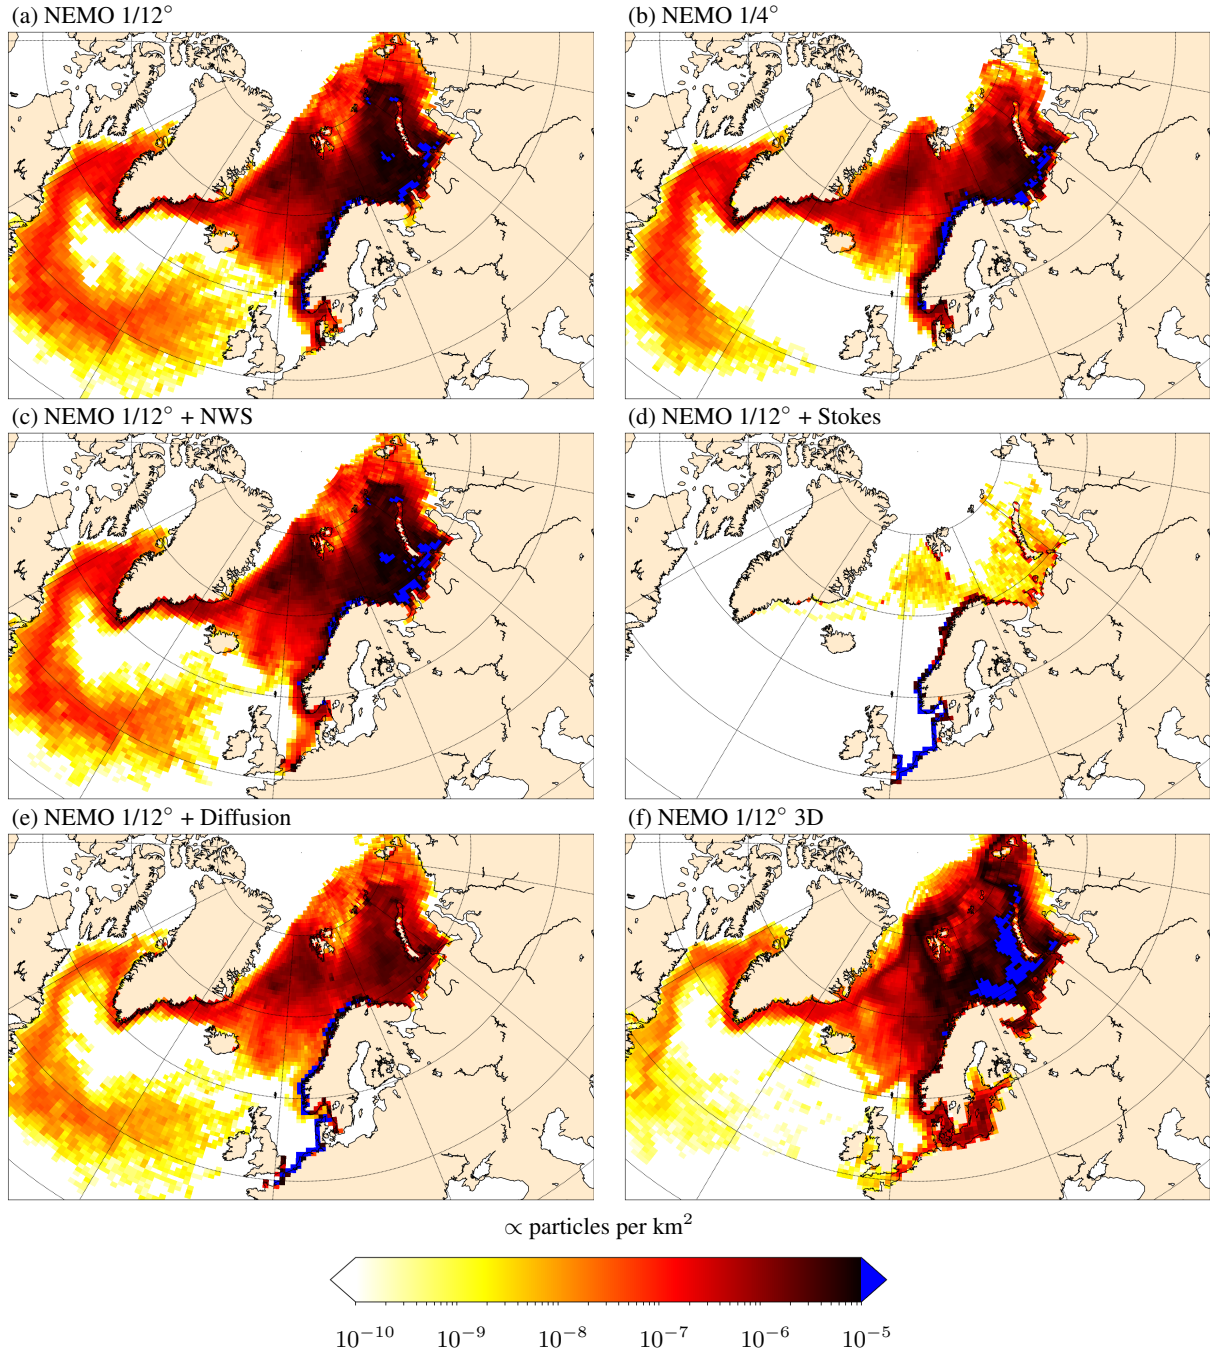 (a) NEMO 1/12°
(b) NEMO 1/4°
(c) NEMO 1/12° + NWS
(d) NEMO 1/12° + Stokes
(e) NEMO 1/12° + Diffusion
(f) NEMO 1/12° 3D
∝ particles per km²
10⁻¹⁰ 10⁻⁹ 10⁻⁸ 10⁻⁷ 10⁻⁶ 10⁻⁵